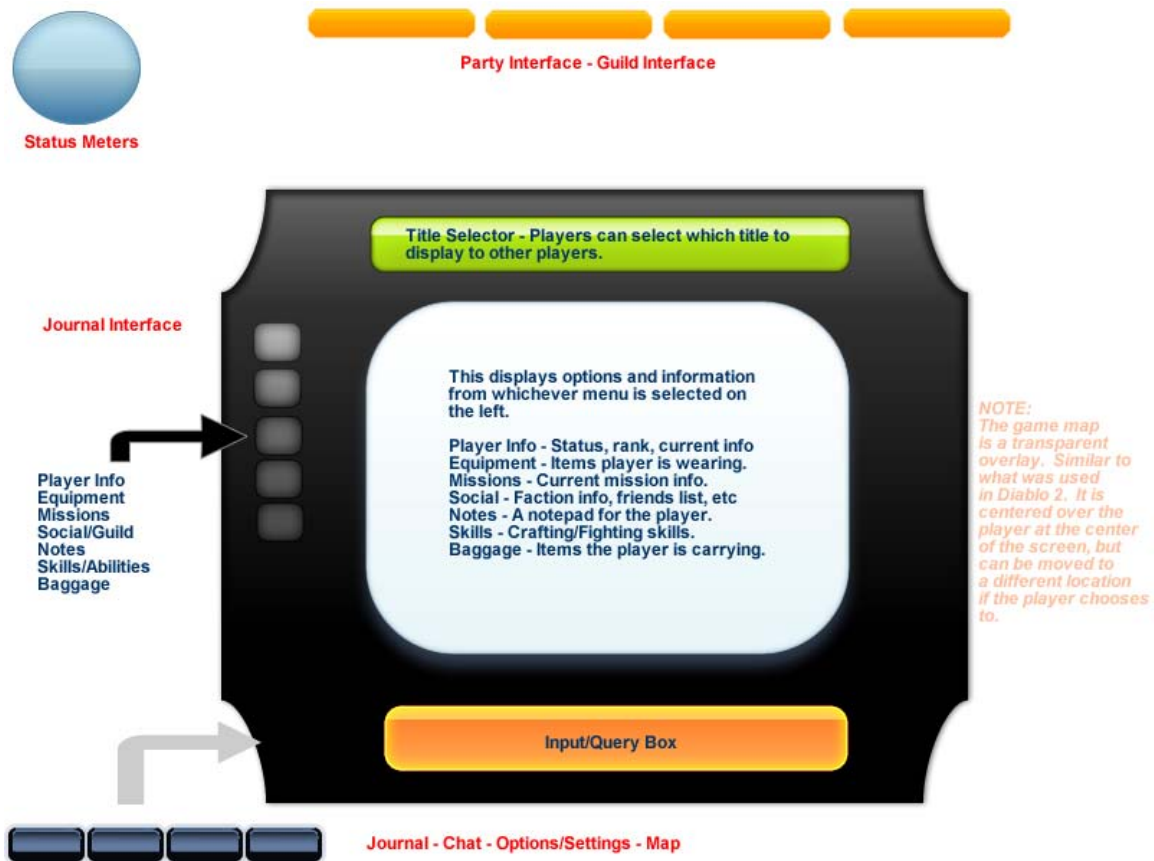 Party Interface - Guild Interface
Status Meters
Title Selector - Players can select which title to
display to other players.
Journal Interface
This displays options and information
from whichever menu is selected on
the left.
Player Info - Status, rank, current info
Equipment - Items player is wearing.
Missions - Current mission info.
Social - Faction info, friends list, etc
Notes - A notepad for the player.
Skills - Crafting/Fighting skills.
Baggage - Items the player is carrying.
Player Info
Equipment
Missions
Social/Guild
Notes
Skills/Abilities
Baggage
NOTE:
The game map
is a transparent
overlay.  Similar to
what was used
in Diablo 2.  It is
centered over the
player at the center
of the screen, but
can be moved to
a different location
if the player chooses
to.
Input/Query Box
Journal - Chat - Options/Settings - Map